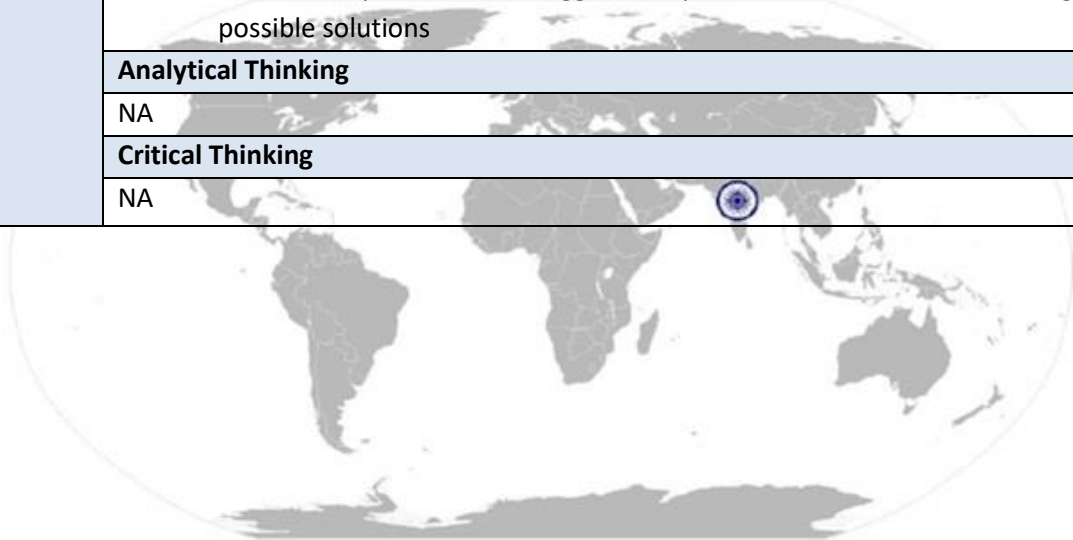 possible solutions
Analytical Thinking
NA
Critical Thinking
NA